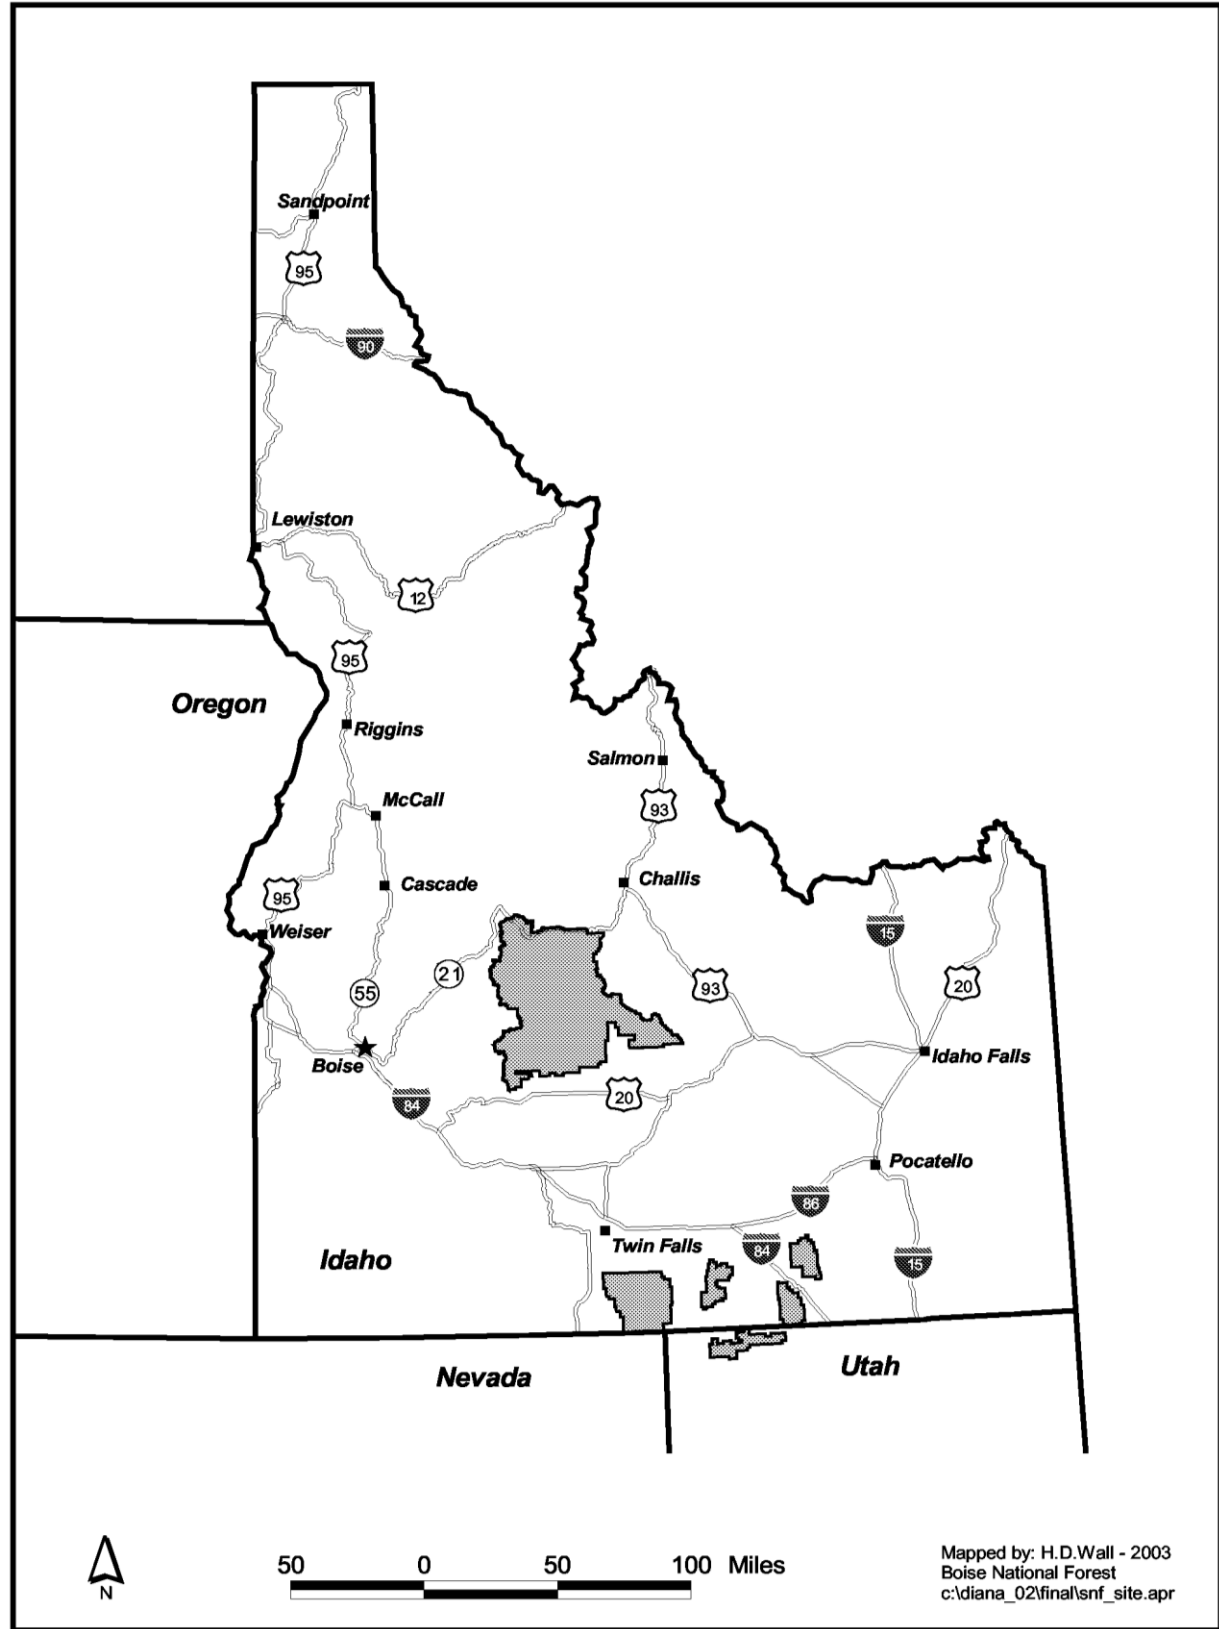 Sandpoint
95
90
Lewiston
12
95
Oregon
Riggins
Salmon
McCall
93
Challis
Cascade
95
Weiser
15
21
93
20
55
Boise
Idaho Falls
84
20
Pocatello
86
Twin Falls
84
15
Idaho
Nevada
Utah
N
50 0 50 100 Miles
Mapped by: H.D.Wall - 2003
Boise National Forest
c:\diana_02\final\snf_site.apr